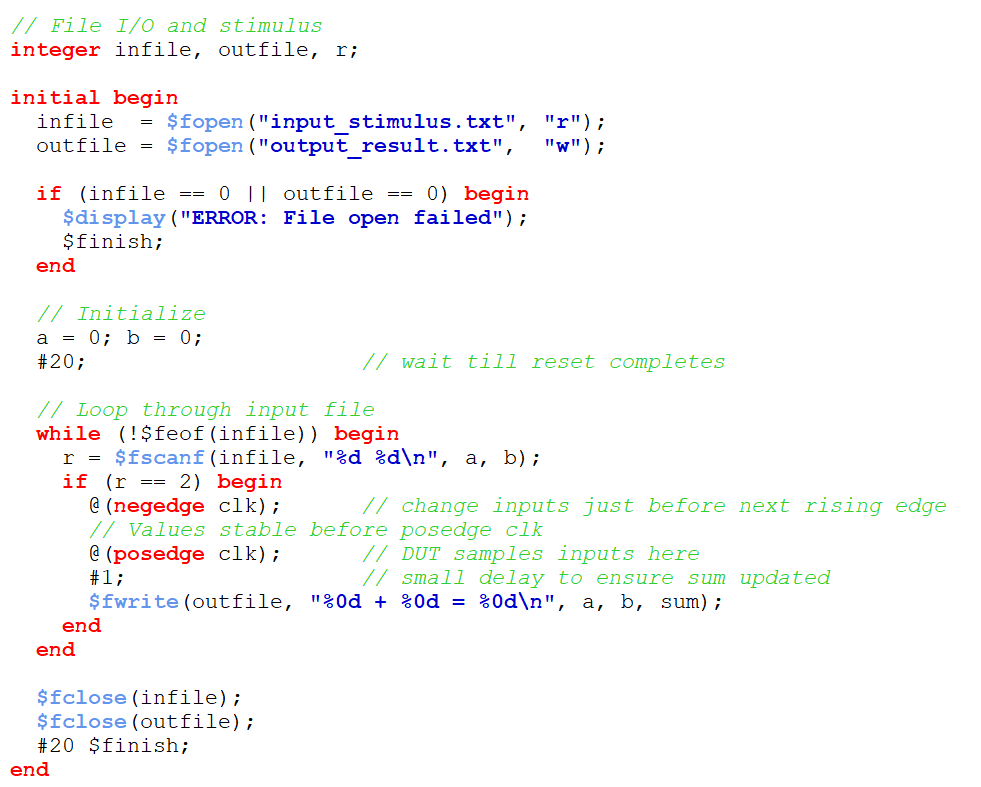 // File I/O and stimulus
integer infile, outfile, r;

initial begin
  infile  = $fopen("input_stimulus.txt", "r");
  outfile = $fopen("output_result.txt",  "w");

  if (infile == 0 || outfile == 0) begin
    $display("ERROR: File open failed");
    $finish;
  end

  // Initialize
  a = 0; b = 0;
  #20;                     // wait till reset completes

  // Loop through input file
  while (!$feof(infile)) begin
    r = $fscanf(infile, "%d %d\n", a, b);
    if (r == 2) begin
      @(negedge clk);      // change inputs just before next rising edge
      // Values stable before posedge clk
      @(posedge clk);      // DUT samples inputs here
      #1;                  // small delay to ensure sum updated
      $fwrite(outfile, "%0d + %0d = %0d\n", a, b, sum);
    end
  end

  $fclose(infile);
  $fclose(outfile);
  #20 $finish;
end